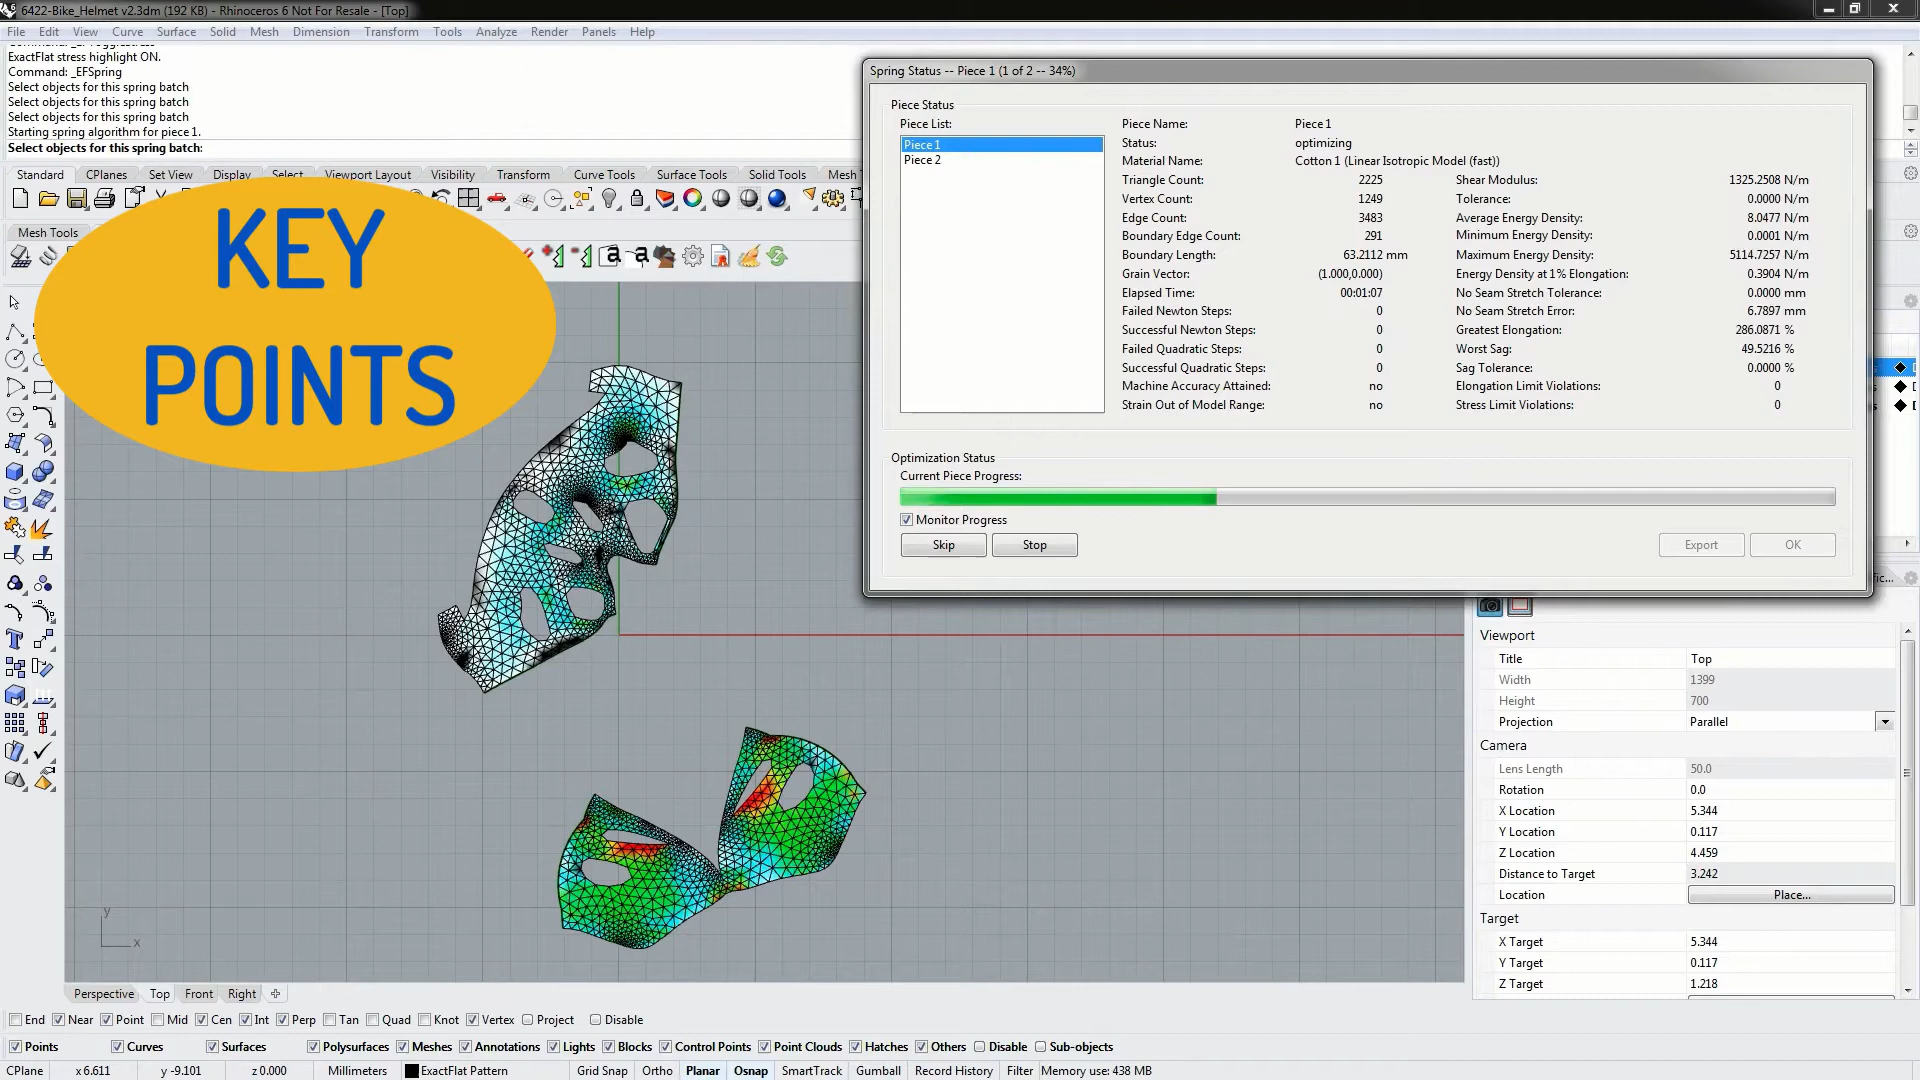 6422-Bike_Helmet v2.3dm (192 KB) - Rhinoceros 6 Not For Resale - [Top]
File Edit View Curve Surface Solid Mesh Dimension Transform Tools Analyze Render Panels Help
ExactFlat stress highlight ON.
Command: _EFSpring
Select objects for this spring batch
Select objects for this spring batch
Select objects for this spring batch
Starting spring algorithm for piece 1.
Select objects for this spring batch:
Standard CPlanes Set View Display Select Viewport Layout Visibility Transform Curve Tools Surface Tools Solid Tools Mesh
Mesh Tools
KEY
POINTS
Spring Status -- Piece 1 (1 of 2 -- 34%)
Piece Status
Piece List:
Piece 1
Piece 2
Piece Name: Piece 1
Status: optimizing
Material Name: Cotton 1 (Linear Isotropic Model (fast))
Triangle Count: 2225 Shear Modulus: 1325.2508 N/m
Vertex Count: 1249 Tolerance: 0.0000 N/m
Edge Count: 3483 Average Energy Density: 8.0477 N/m
Boundary Edge Count: 291 Minimum Energy Density: 0.0001 N/m
Boundary Length: 63.2112 mm Maximum Energy Density: 5114.7257 N/m
Grain Vector: (1.000,0.000) Energy Density at 1% Elongation: 0.3904 N/m
Elapsed Time: 00:01:07 No Seam Stretch Tolerance: 0.0000 mm
Failed Newton Steps: 0 No Seam Stretch Error: 6.7897 mm
Successful Newton Steps: 0 Greatest Elongation: 286.0871 %
Failed Quadratic Steps: 0 Worst Sag: 49.5216 %
Successful Quadratic Steps: 0 Sag Tolerance: 0.0000 %
Machine Accuracy Attained: no Elongation Limit Violations: 0
Strain Out of Model Range: no Stress Limit Violations: 0
Optimization Status
Current Piece Progress:
Monitor Progress
Skip Stop Export OK
Viewport
Title Top
Width 1399
Height 700
Projection Parallel
Camera
Lens Length 50.0
Rotation 0.0
X Location 5.344
Y Location 0.117
Z Location 4.459
Distance to Target 3.242
Location Place...
Target
X Target 5.344
Y Target 0.117
Z Target 1.218
y
x
Perspective Top Front Right
End Near Point Mid Cen Int Perp Tan Quad Knot Vertex Project Disable
Points Curves Surfaces Polysurfaces Meshes Annotations Lights Blocks Control Points Point Clouds Hatches Others Disable Sub-objects
CPlane x 6.611 y -9.101 z 0.000 Millimeters ExactFlat Pattern Grid Snap Ortho Planar Osnap SmartTrack Gumball Record History Filter Memory use: 438 MB